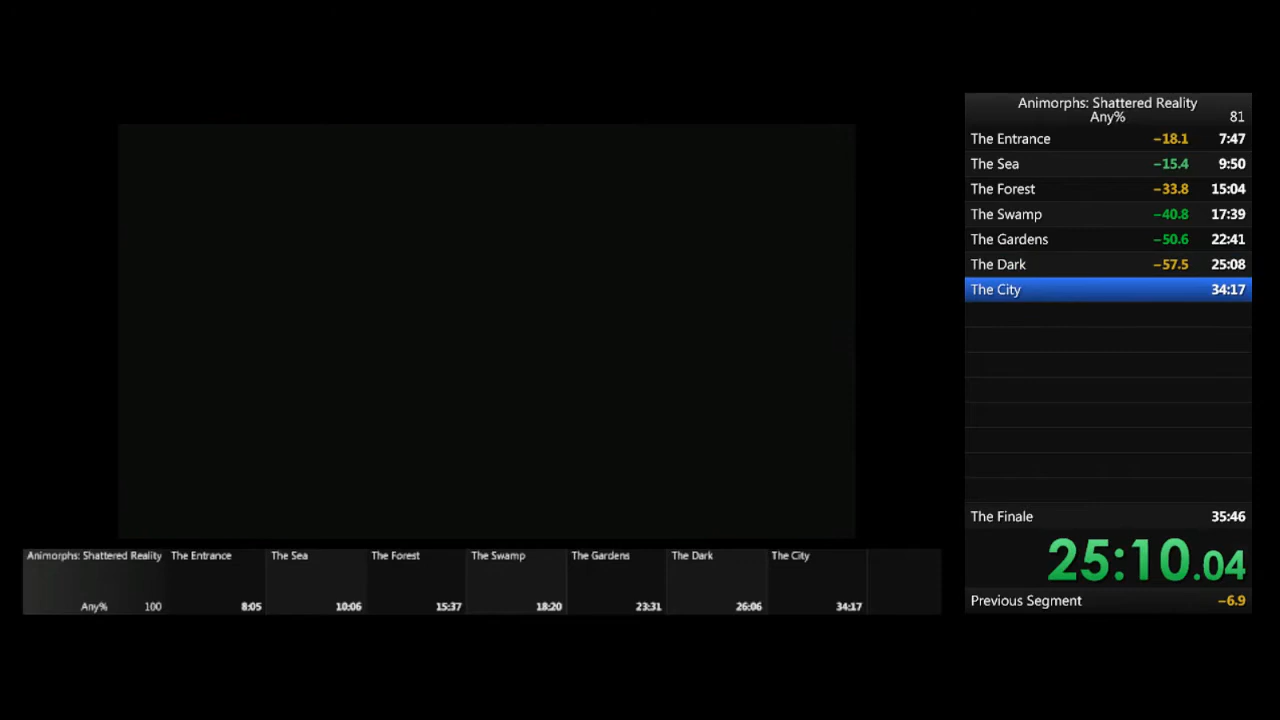 Animorphs: Shattered Reality
Any% 81
The Entrance −18.1 7:47
The Sea −15.4 9:50
The Forest −33.8 15:04
The Swamp −40.8 17:39
The Gardens −50.6 22:41
The Dark −57.5 25:08
The City 34:17
The Finale 35:46
25:10.04
Previous Segment −6.9
Animorphs: Shattered Reality The Entrance The Sea The Forest The Swamp The Gardens The Dark The City
Any% 100 8:05 10:06 15:37 18:20 23:31 26:06 34:17